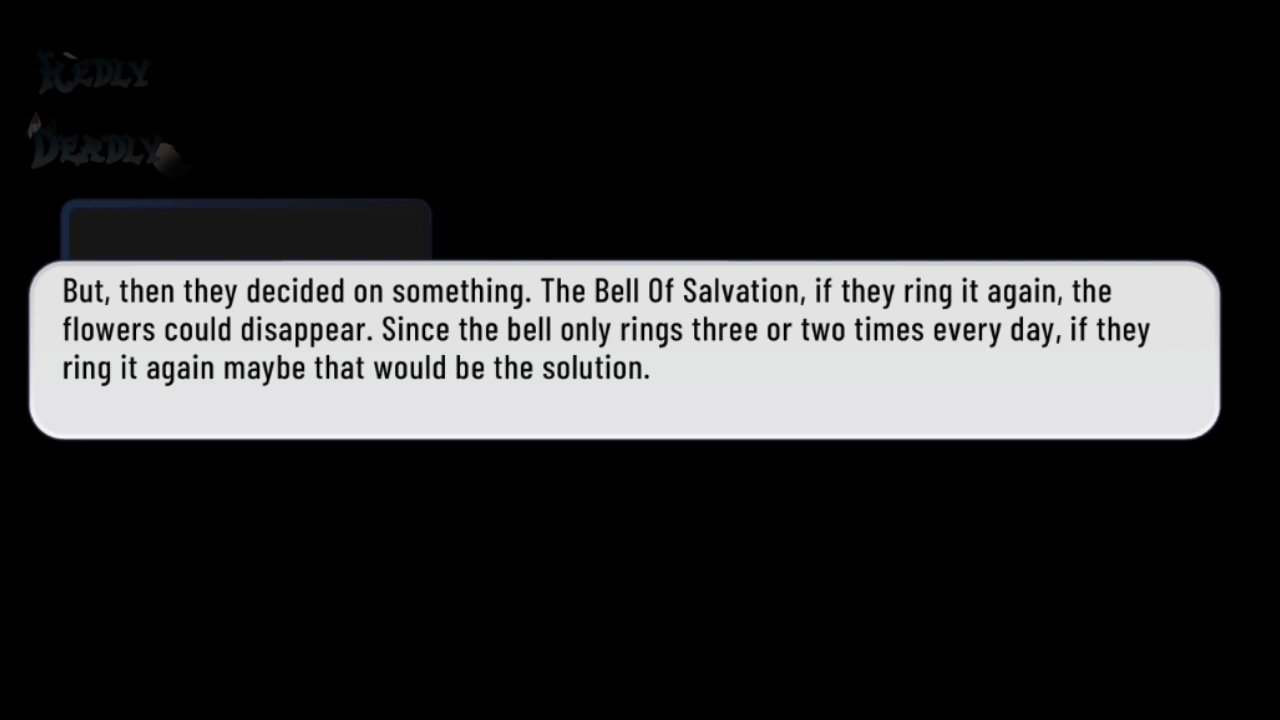 REDLY
DEADLY
But, then they decided on something. The Bell Of Salvation, if they ring it again, the
flowers could disappear. Since the bell only rings three or two times every day, if they
ring it again maybe that would be the solution.